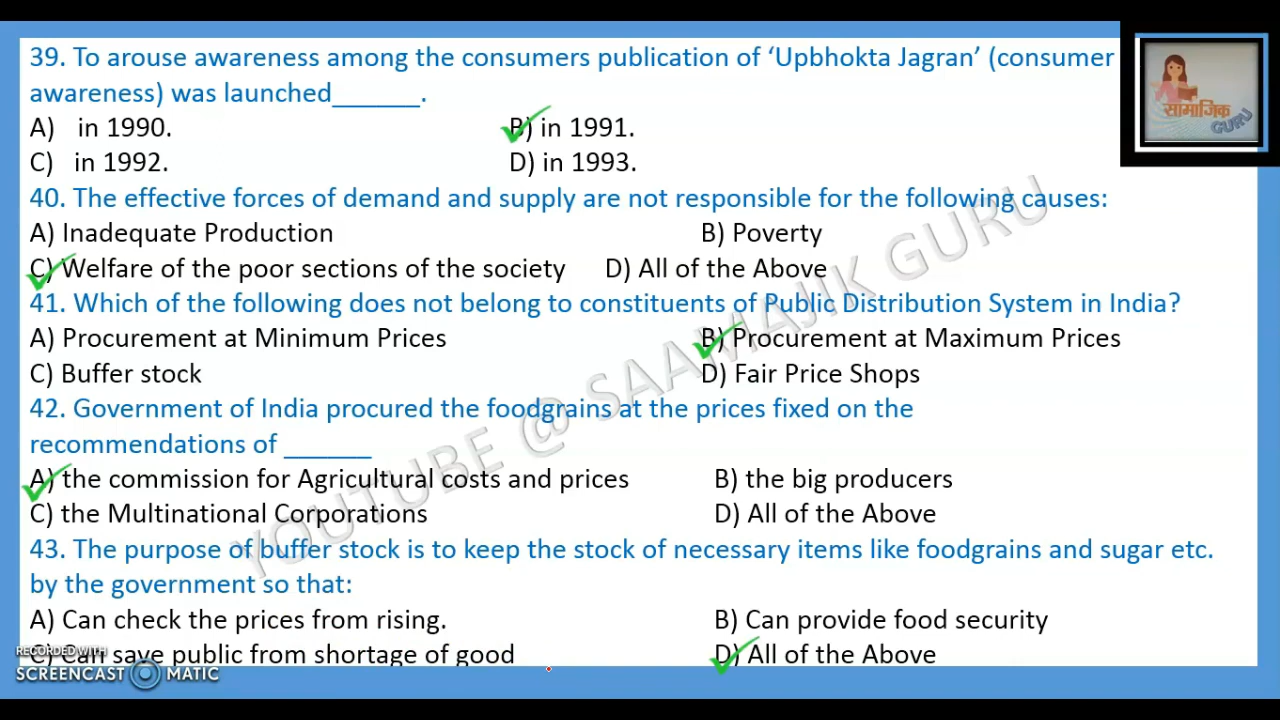 39. To arouse awareness among the consumers publication of ‘Upbhokta Jagran’ (consumer
awareness) was launched______.
A) in 1990. B) in 1991.
C) in 1992. D) in 1993.
40. The effective forces of demand and supply are not responsible for the following causes:
A) Inadequate Production B) Poverty
C) Welfare of the poor sections of the society D) All of the Above
41. Which of the following does not belong to constituents of Public Distribution System in India?
A) Procurement at Minimum Prices B) Procurement at Maximum Prices
C) Buffer stock D) Fair Price Shops
42. Government of India procured the foodgrains at the prices fixed on the
recommendations of ______
A) the commission for Agricultural costs and prices B) the big producers
C) the Multinational Corporations D) All of the Above
43. The purpose of buffer stock is to keep the stock of necessary items like foodgrains and sugar etc.
by the government so that:
A) Can check the prices from rising. B) Can provide food security
C) Can save public from shortage of good D) All of the Above
सामाजिक
GURU
YOUTUBE @ SAAMAJIK GURU
RECORDED WITH
SCREENCAST MATIC